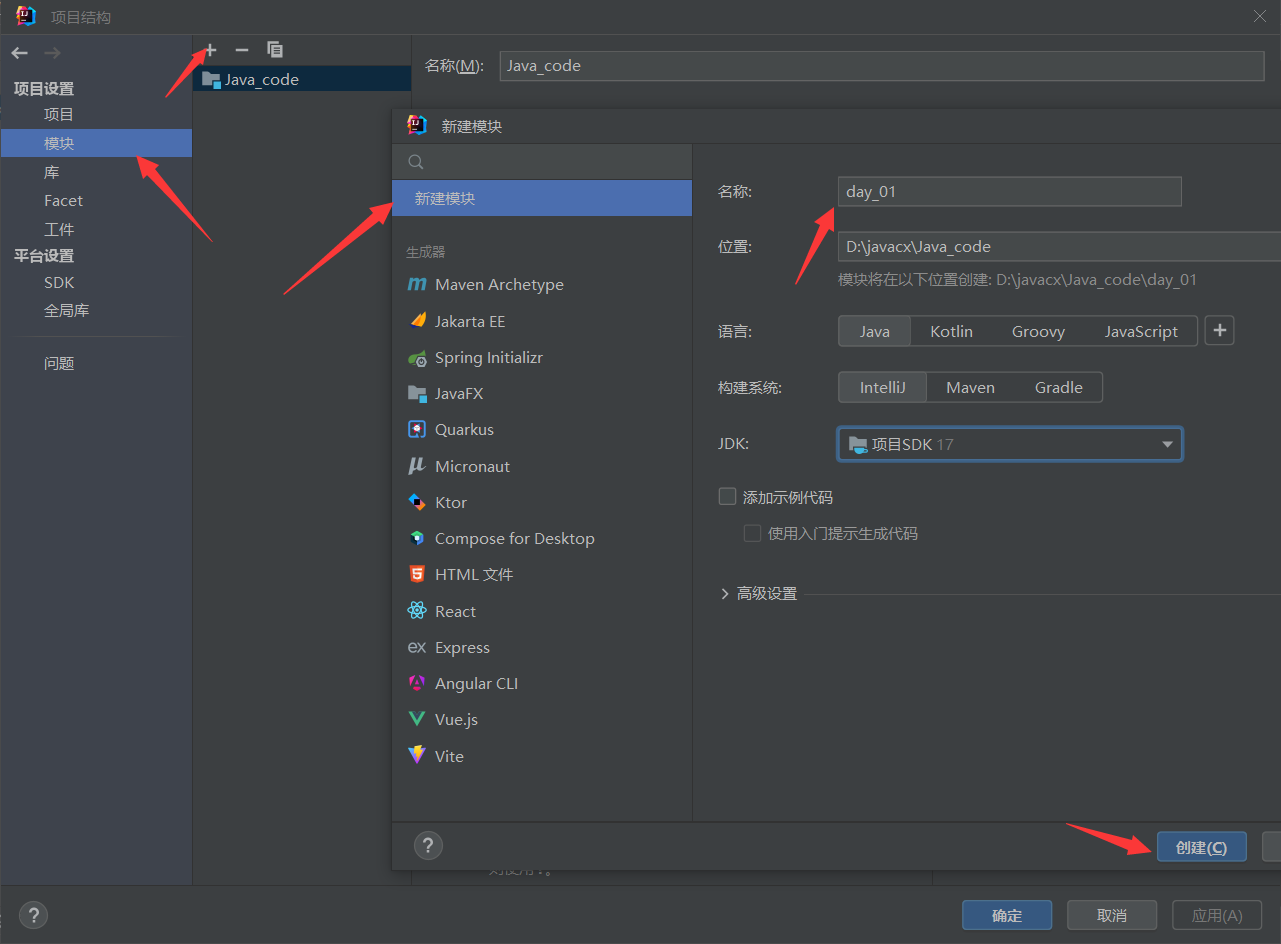 项目结构
项目设置
项目
模块
库
Facet
工件
平台设置
SDK
全局库
问题
Java_code
名称(M):
Java_code
新建模块
新建模块
生成器
Maven Archetype
Jakarta EE
Spring Initializr
JavaFX
Quarkus
Micronaut
Ktor
Compose for Desktop
HTML 文件
React
Express
Angular CLI
Vue.js
Vite
名称:
day_01
位置:
D:\javacx\Java_code
模块将在以下位置创建: D:\javacx\Java_code\day_01
语言:
Java Kotlin Groovy JavaScript
构建系统:
IntelliJ Maven Gradle
JDK:
项目SDK 17
添加示例代码
使用入门提示生成代码
高级设置
?
创建(C)
?
确定
取消
应用(A)